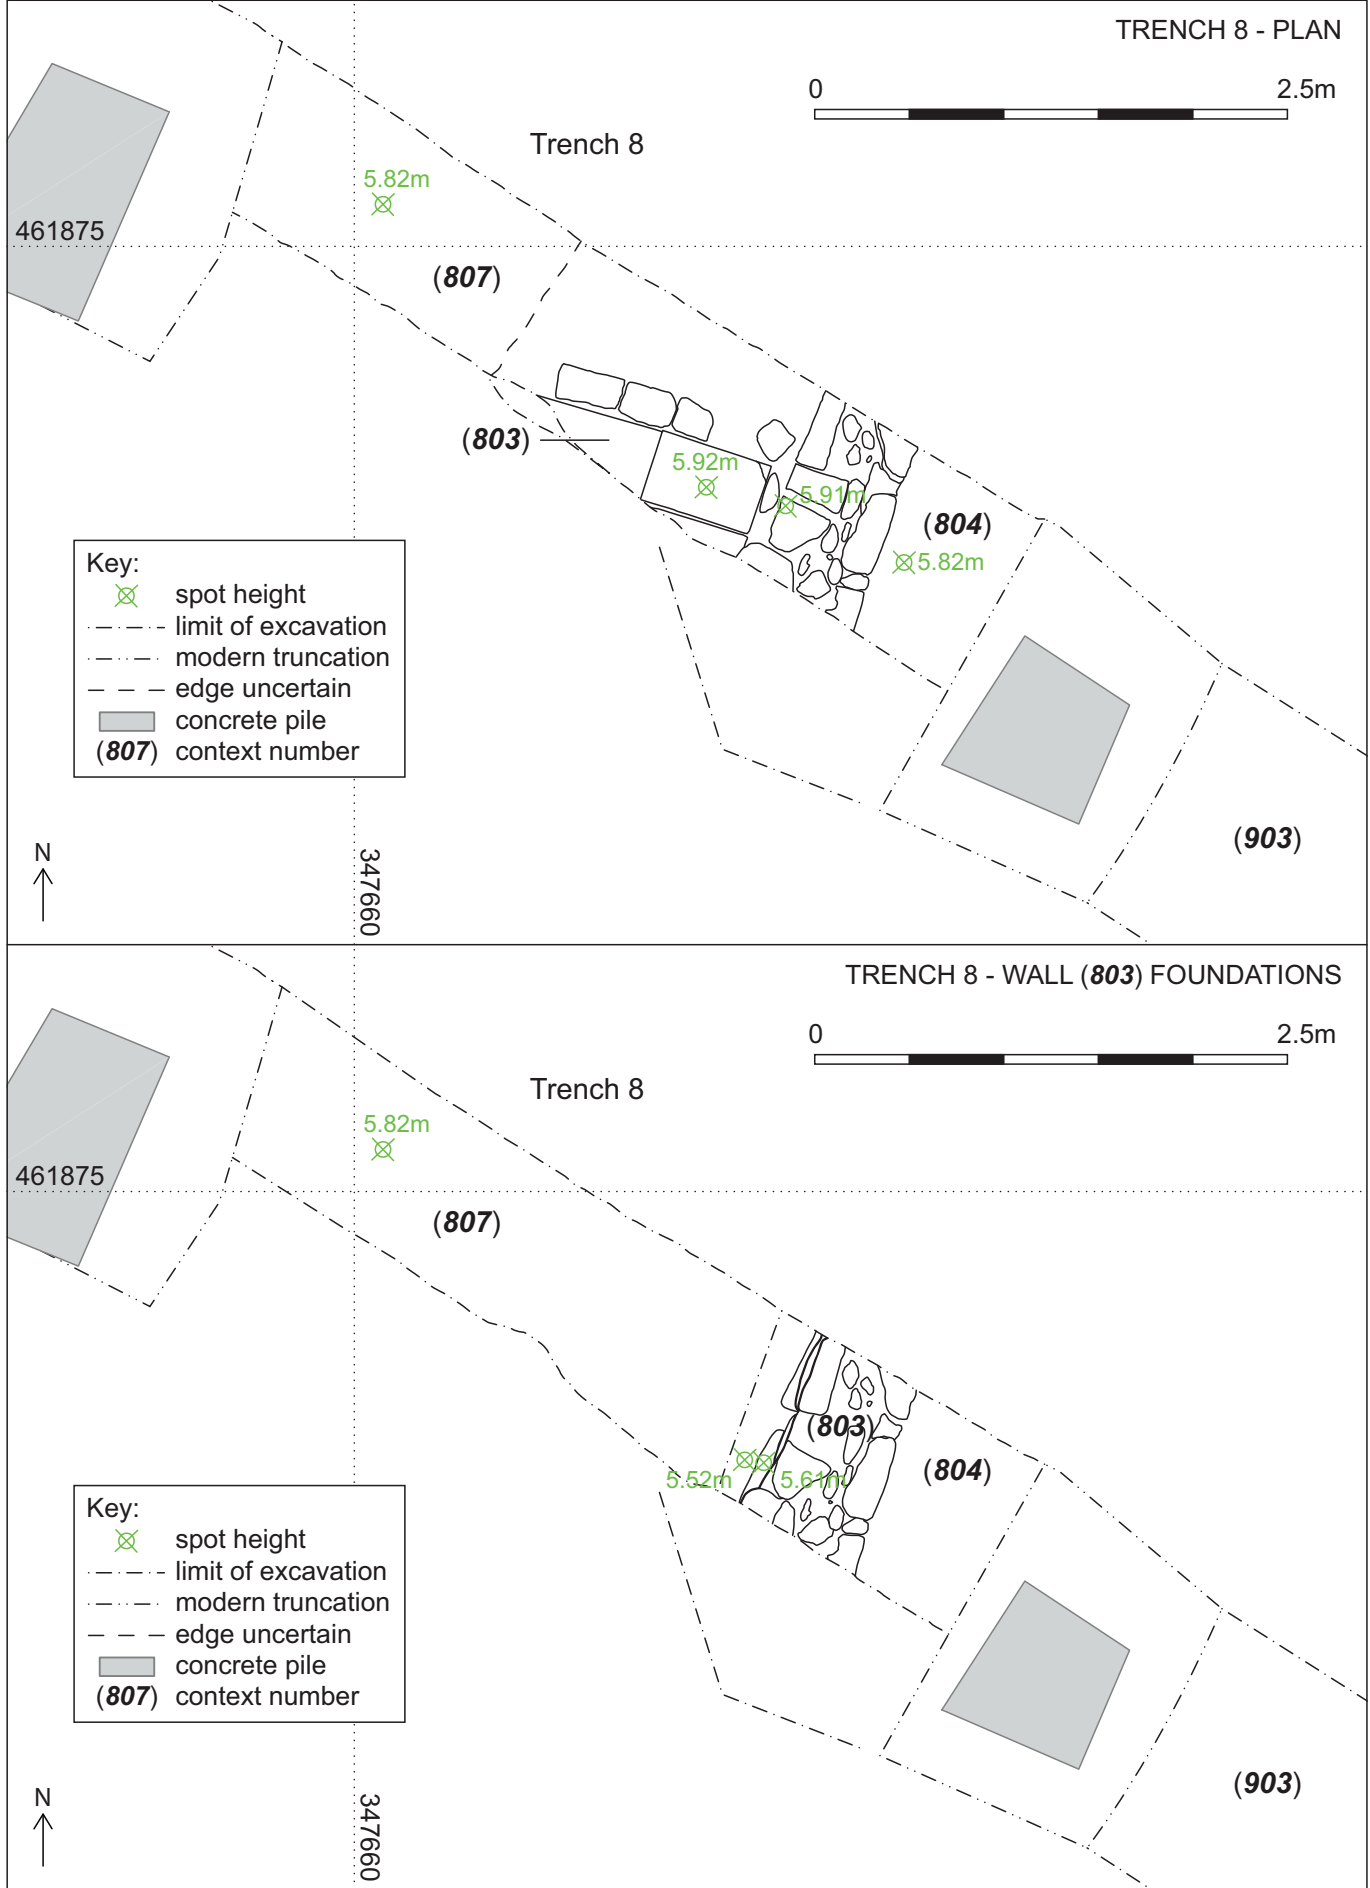 TRENCH 8 - PLAN
0 2.5m
Trench 8
5.82m
461875
(807)
(803)
5.92m
5.91m
(804)
5.82m
Key:
spot height
limit of excavation
modern truncation
edge uncertain
concrete pile
(807) context number
(903)
N
347660
TRENCH 8 - WALL (803) FOUNDATIONS
0 2.5m
Trench 8
5.82m
461875
(807)
(803)
(804)
5.52m 5.61m
Key:
spot height
limit of excavation
modern truncation
edge uncertain
concrete pile
(807) context number
(903)
N
347660